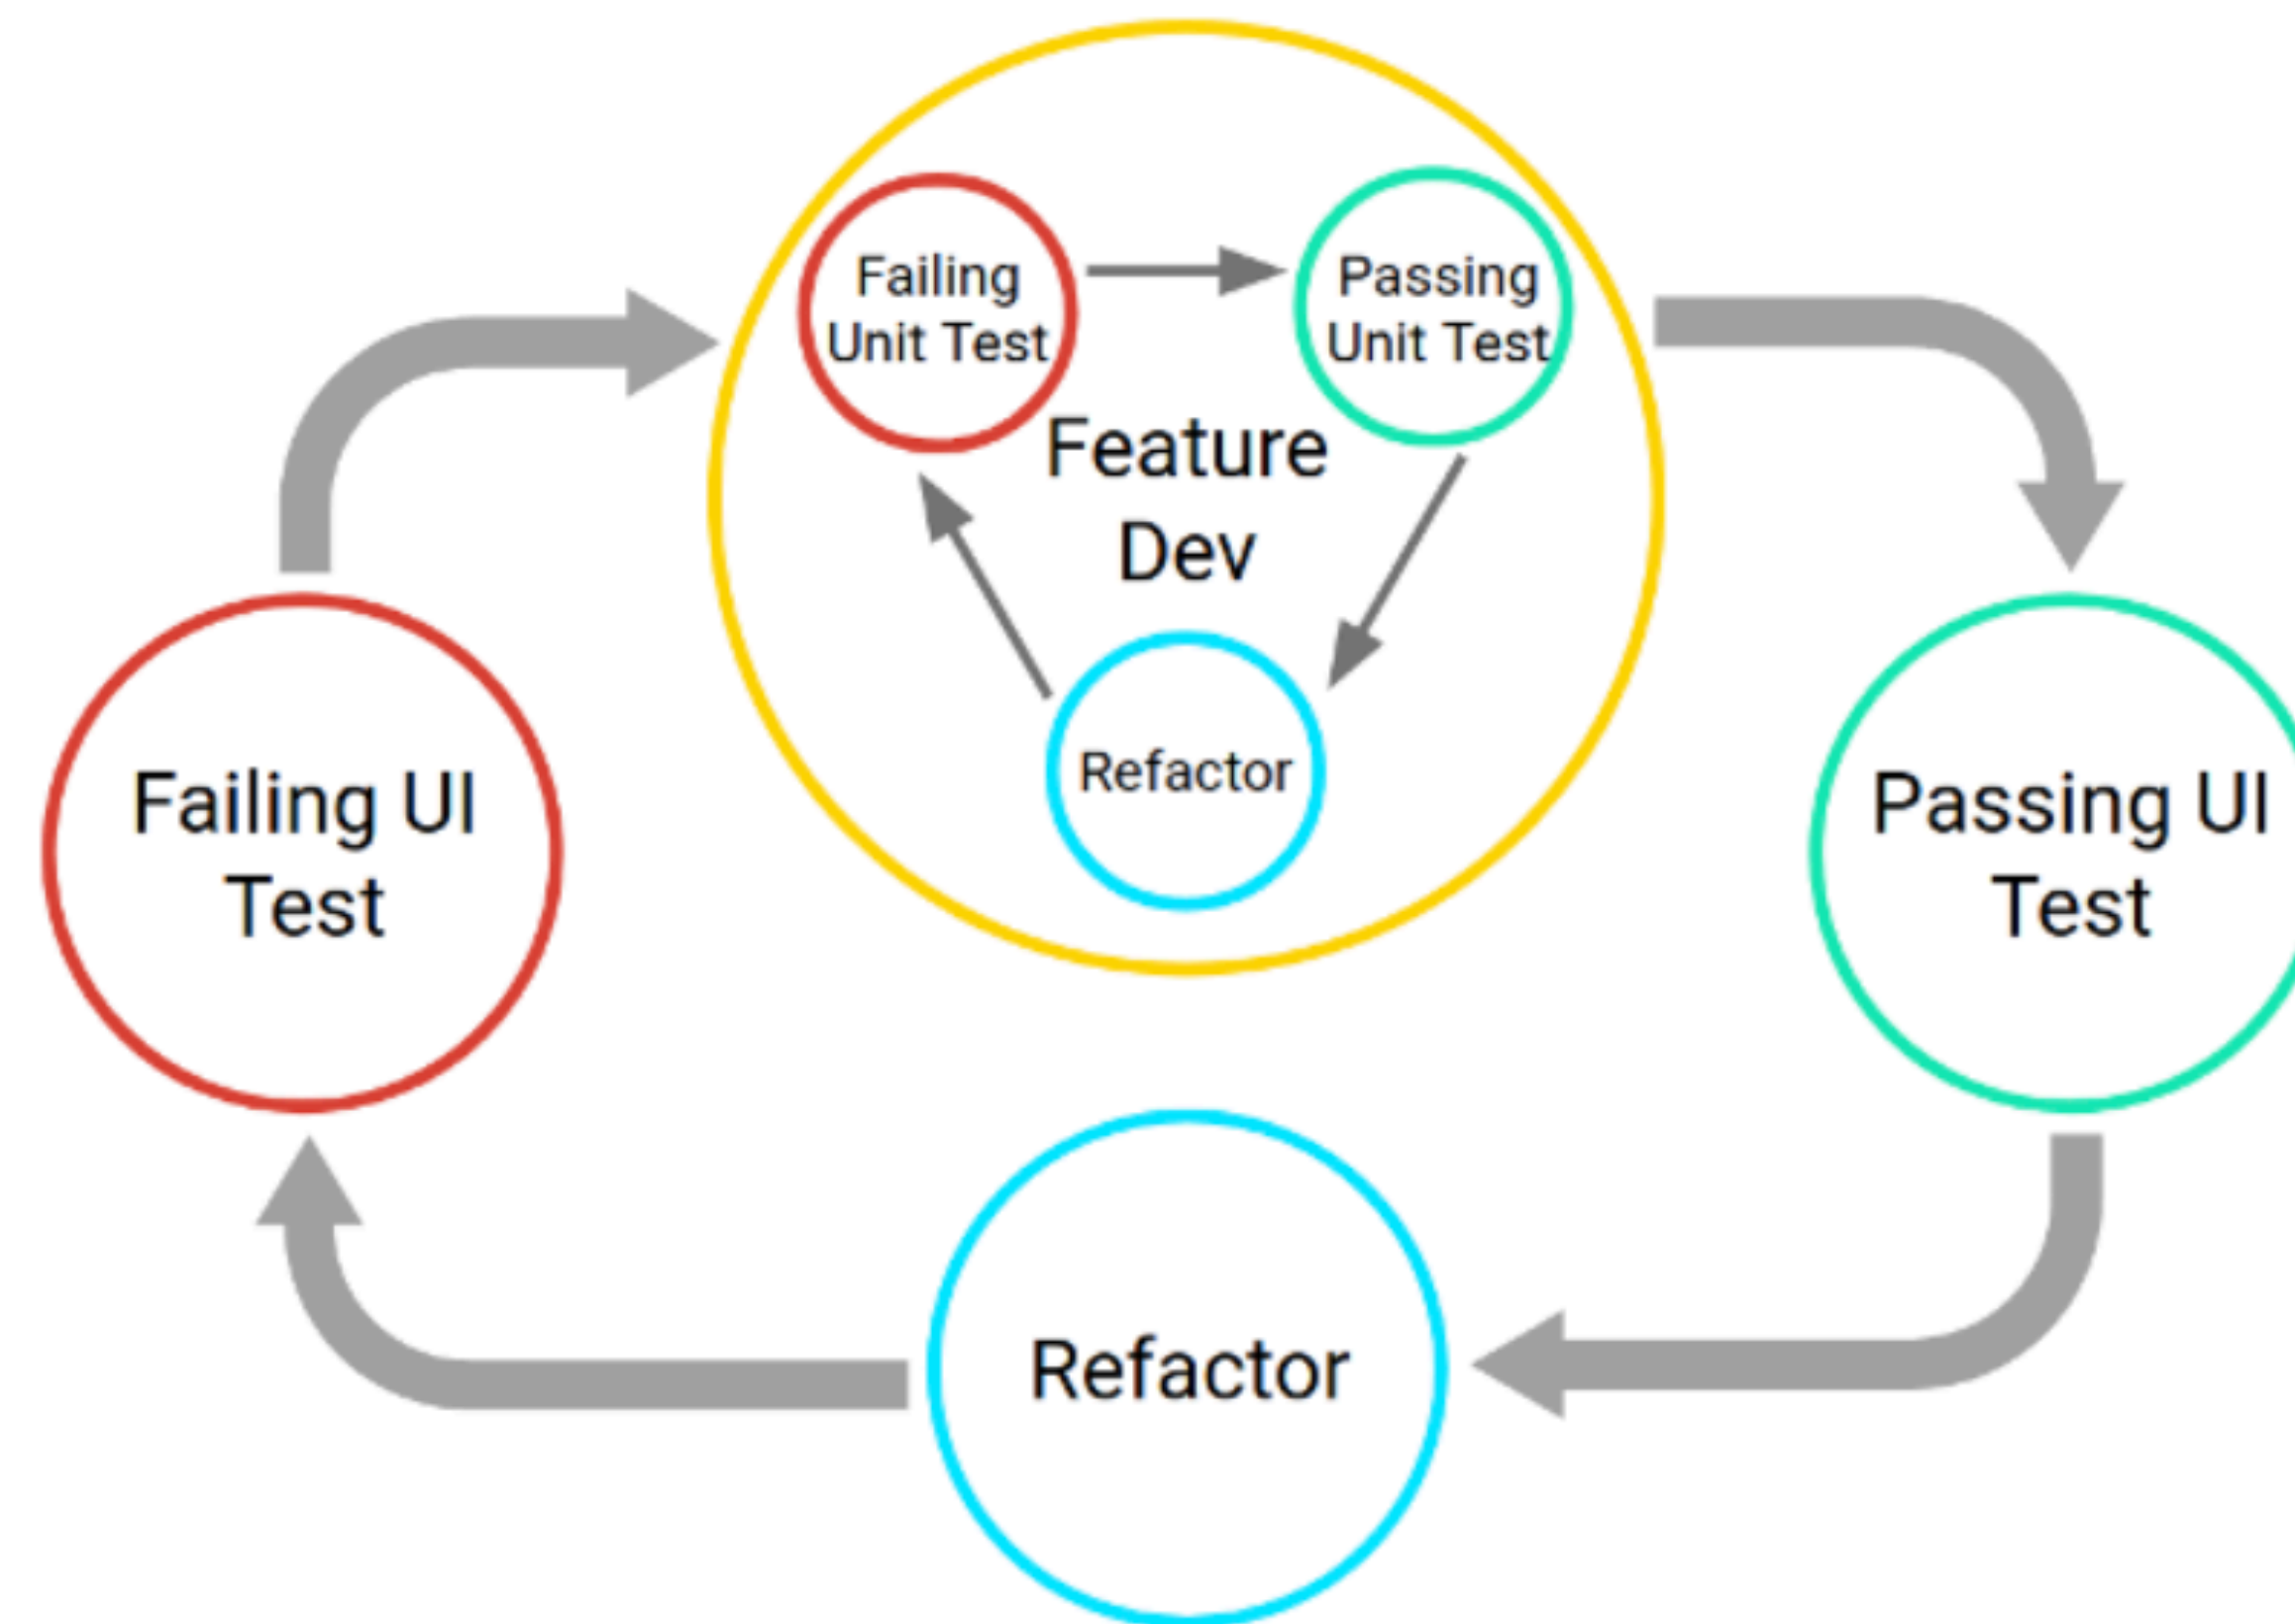 Failing
Unit Test
Passing
Unit Test
Feature
Dev
Refactor
Failing UI
Test
Passing UI
Test
Refactor